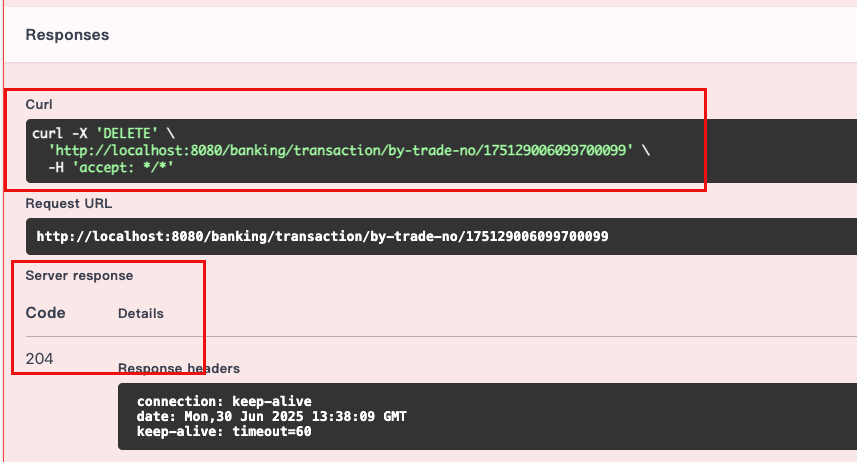 Responses
Curl
curl -X 'DELETE' \
  'http://localhost:8080/banking/transaction/by-trade-no/175129006099700099' \
  -H 'accept: */*'
Request URL
http://localhost:8080/banking/transaction/by-trade-no/175129006099700099
Server response
Code Details
204
Response headers
connection: keep-alive
date: Mon,30 Jun 2025 13:38:09 GMT
keep-alive: timeout=60